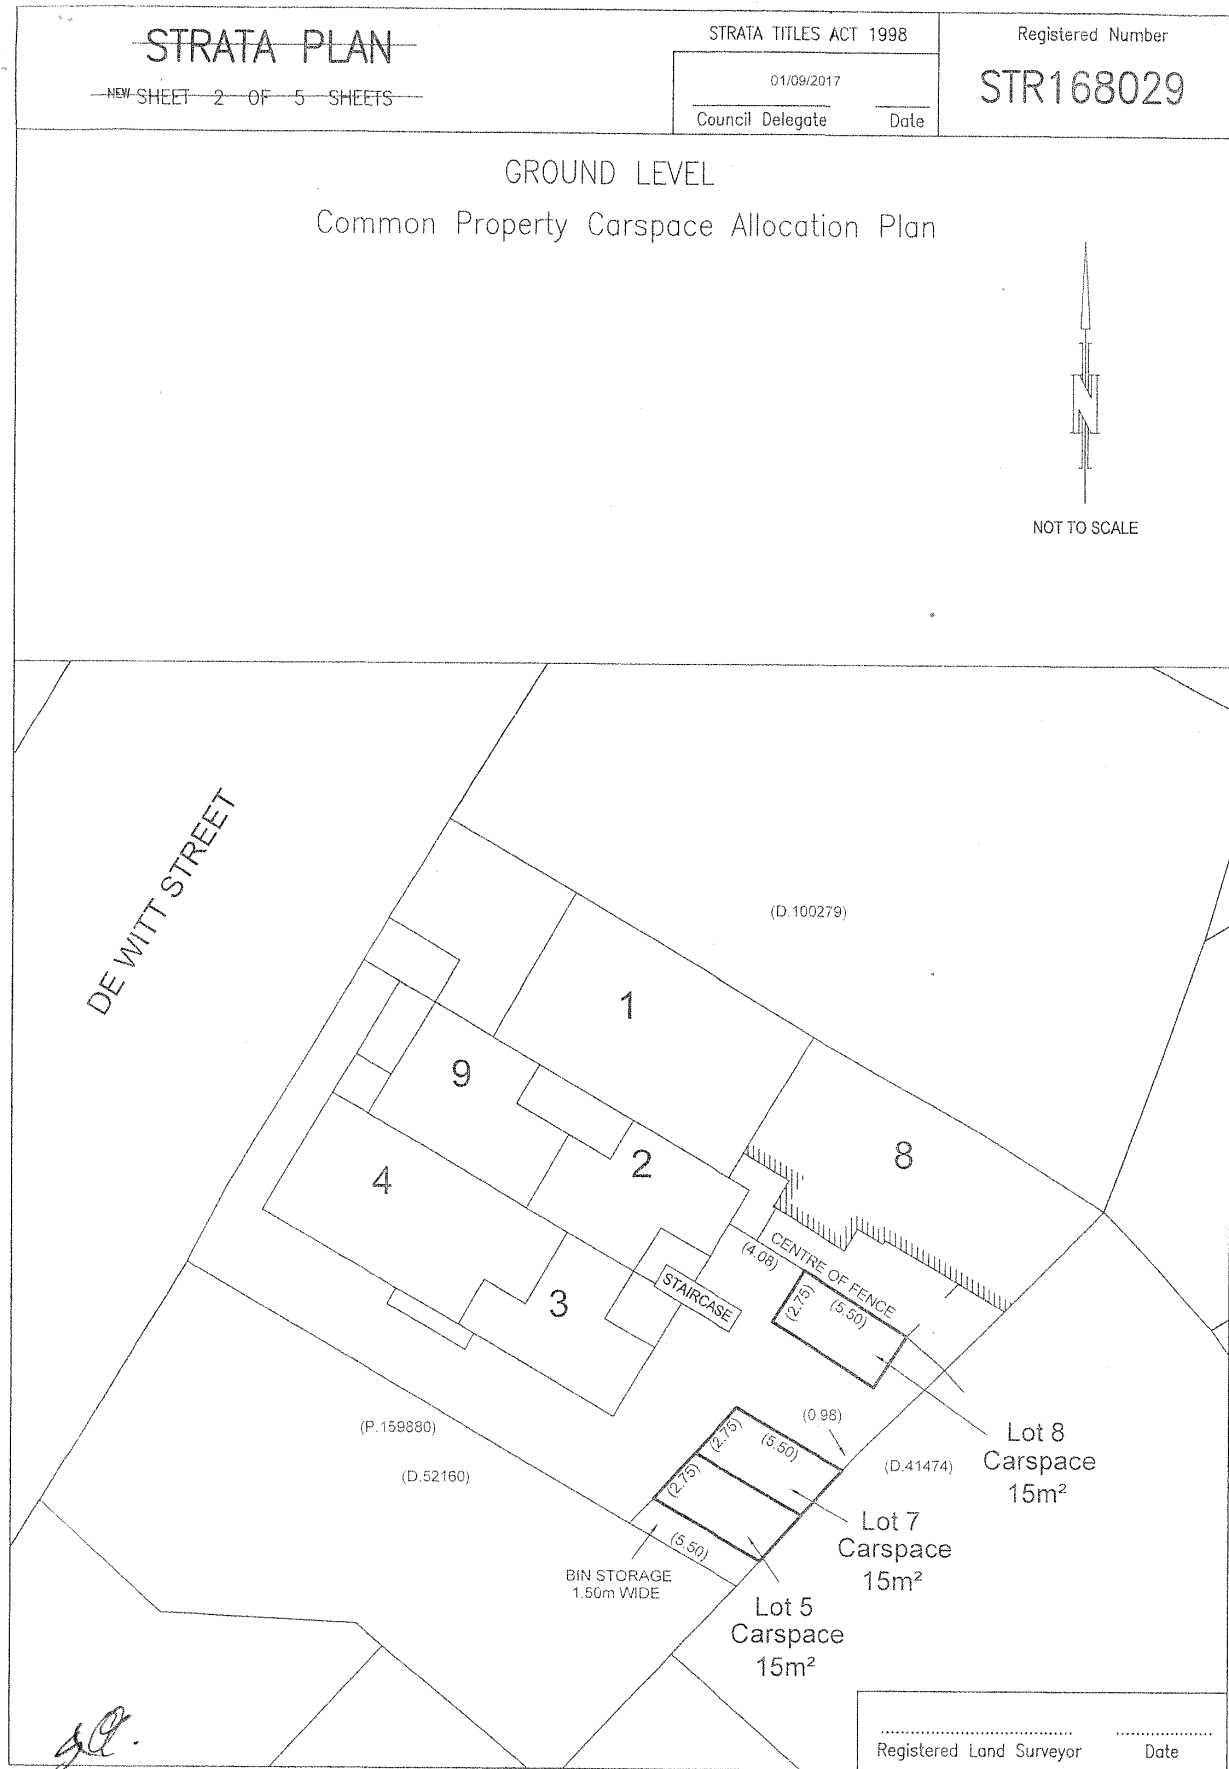 STRATA PLAN
NEW SHEET 2 OF 5 SHEETS
STRATA TITLES ACT 1998
01/09/2017
Council Delegate Date
Registered Number
STR168029
GROUND LEVEL
Common Property Carspace Allocation Plan
N
NOT TO SCALE
DE WITT STREET
(D.100279)
1
9
2
8
4
3
(4.08)
CENTRE OF FENCE
STAIRCASE
(2.75)
(5.50)
(P.159880)
(D.52160)
(2.75)
(5.50)
(0.98)
(D.41474)
(2.75)
(5.50)
Lot 8
Carspace
15m²
Lot 7
Carspace
15m²
BIN STORAGE
1.50m WIDE
Lot 5
Carspace
15m²
Registered Land Surveyor Date